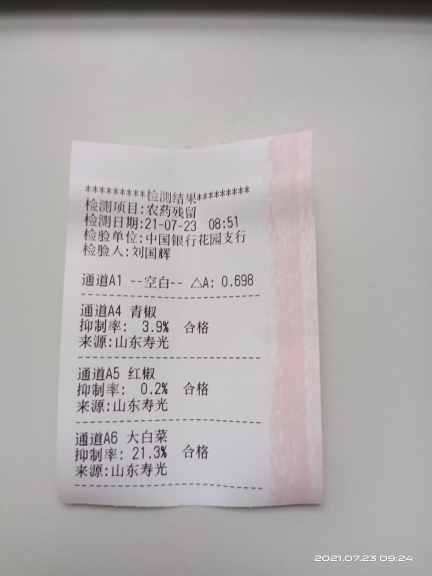 *********检测结果*********
检测项目:农药残留
检测日期:21-07-23 08:51
检验单位:中国银行花园支行
检验人:刘国辉
通道A1 --空白-- △A: 0.698
通道A4 青椒
抑制率: 3.9% 合格
来源:山东寿光
通道A5 红椒
抑制率: 0.2% 合格
来源:山东寿光
通道A6 大白菜
抑制率: 21.3% 合格
来源:山东寿光
2021.07.23 09:24